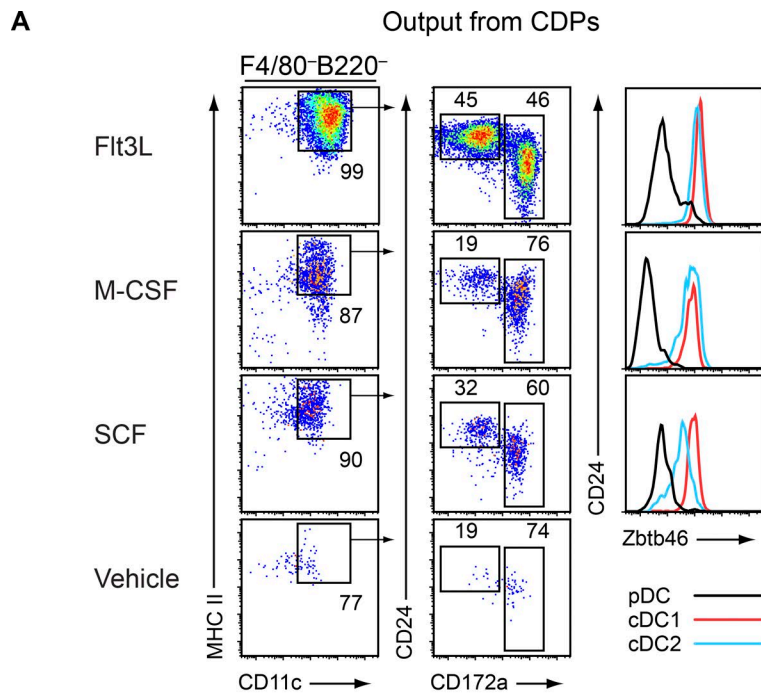 A
Output from CDPs
F4/80–B220–
Flt3L
99
45 46
M-CSF
87
19 76
SCF
90
32 60
Vehicle
77
19 74
MHC II
CD24
CD24
CD11c
CD172a
Zbtb46
pDC
cDC1
cDC2